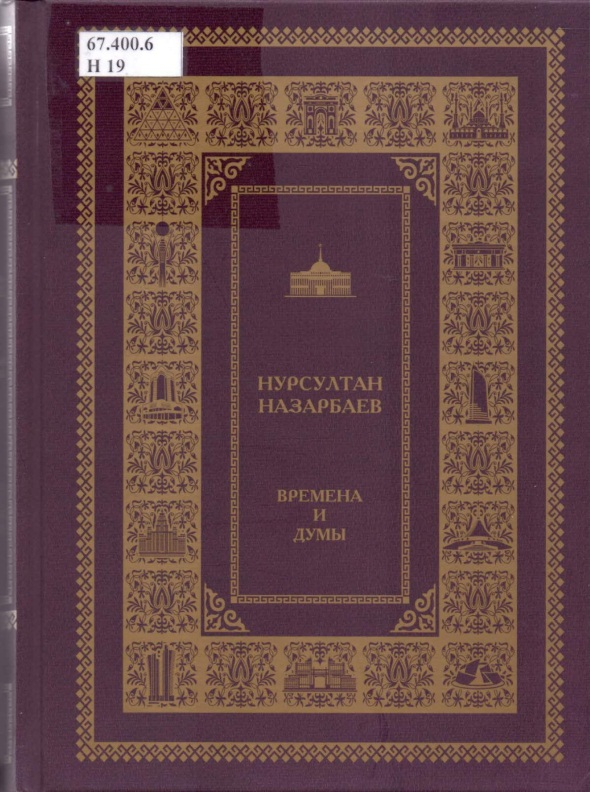 67.400.6
Н 19
НУРСУЛТАН
НАЗАРБАЕВ
ВРЕМЕНА
И
ДУМЫ